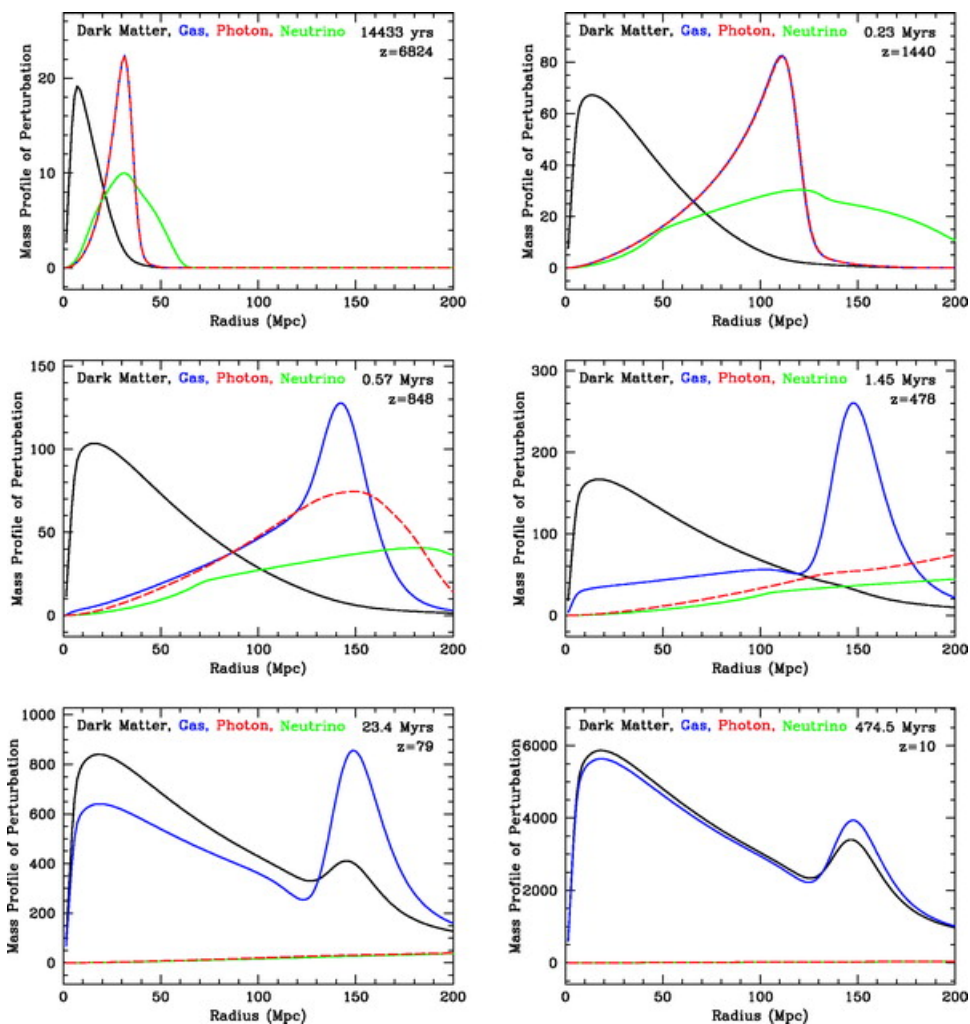 Dark Matter, Gas, Photon, Neutrino 14433 yrs
z=6824
Mass Profile of Perturbation
20
10
0
0 50 100 150 200
Radius (Mpc)
Dark Matter, Gas, Photon, Neutrino 0.23 Myrs
z=1440
Mass Profile of Perturbation
80
60
40
20
0
0 50 100 150 200
Radius (Mpc)
Dark Matter, Gas, Photon, Neutrino 0.57 Myrs
z=848
Mass Profile of Perturbation
150
100
50
0
0 50 100 150 200
Radius (Mpc)
Dark Matter, Gas, Photon, Neutrino 1.45 Myrs
z=478
Mass Profile of Perturbation
300
200
100
0
0 50 100 150 200
Radius (Mpc)
Dark Matter, Gas, Photon, Neutrino 23.4 Myrs
z=79
Mass Profile of Perturbation
1000
800
600
400
200
0
0 50 100 150 200
Radius (Mpc)
Dark Matter, Gas, Photon, Neutrino 474.5 Myrs
z=10
Mass Profile of Perturbation
6000
4000
2000
0
0 50 100 150 200
Radius (Mpc)